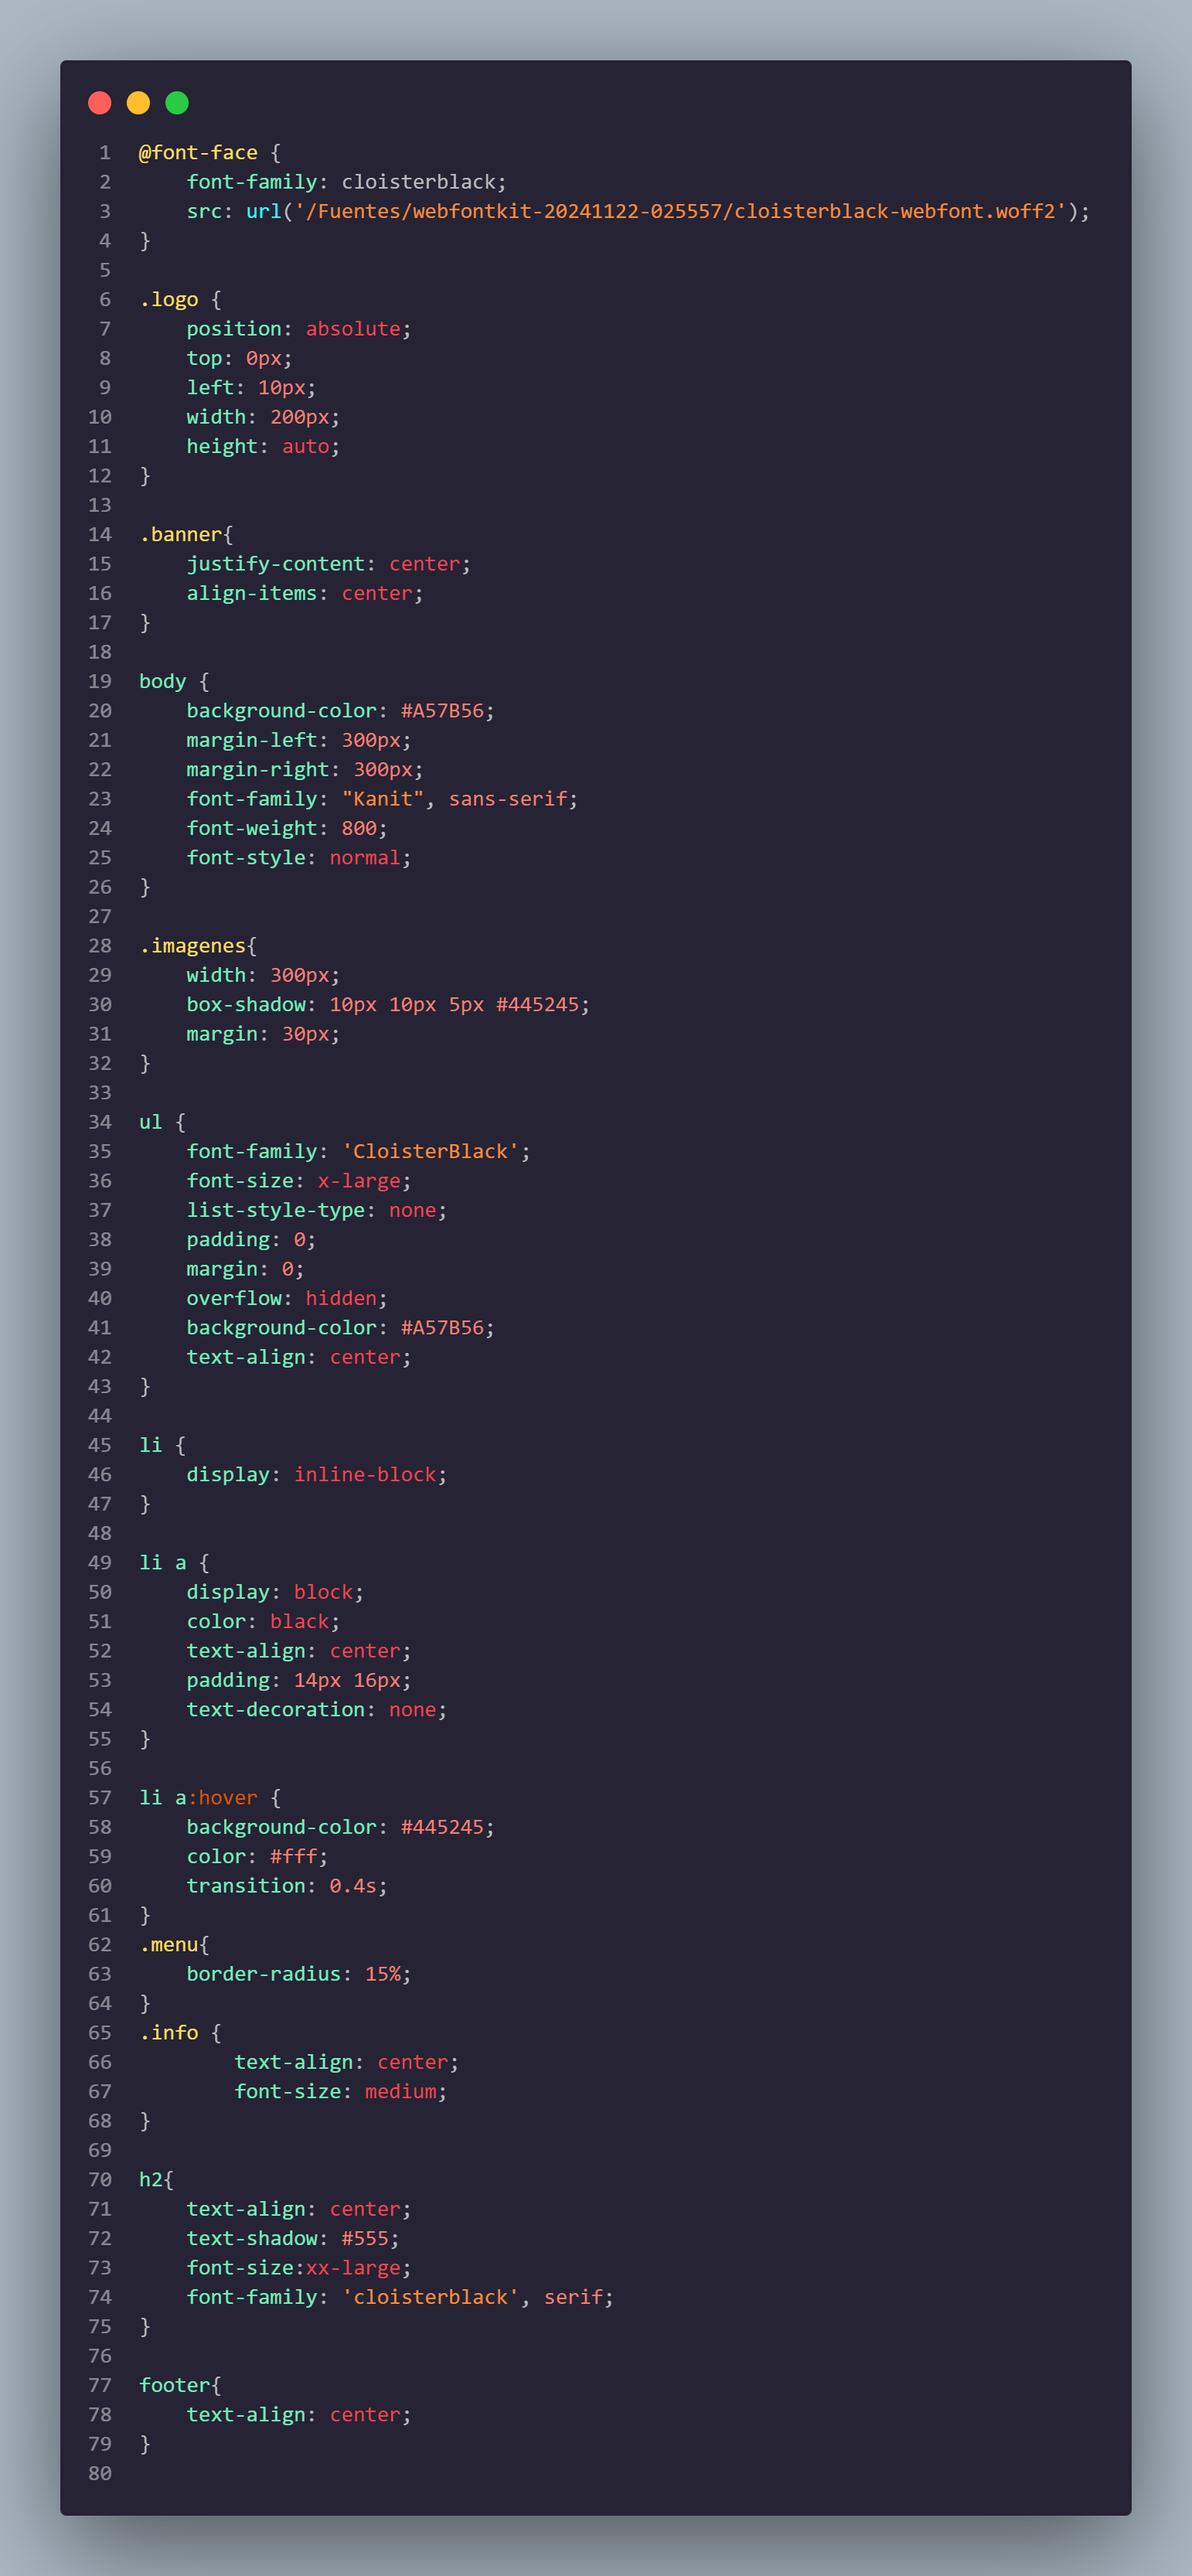 1 @font-face {
2     font-family: cloisterblack;
3     src: url('/Fuentes/webfontkit-20241122-025557/cloisterblack-webfont.woff2');
4 }
5
6 .logo {
7     position: absolute;
8     top: 0px;
9     left: 10px;
10     width: 200px;
11     height: auto;
12 }
13
14 .banner{
15     justify-content: center;
16     align-items: center;
17 }
18
19 body {
20     background-color: #A57B56;
21     margin-left: 300px;
22     margin-right: 300px;
23     font-family: "Kanit", sans-serif;
24     font-weight: 800;
25     font-style: normal;
26 }
27
28 .imagenes{
29     width: 300px;
30     box-shadow: 10px 10px 5px #445245;
31     margin: 30px;
32 }
33
34 ul {
35     font-family: 'CloisterBlack';
36     font-size: x-large;
37     list-style-type: none;
38     padding: 0;
39     margin: 0;
40     overflow: hidden;
41     background-color: #A57B56;
42     text-align: center;
43 }
44
45 li {
46     display: inline-block;
47 }
48
49 li a {
50     display: block;
51     color: black;
52     text-align: center;
53     padding: 14px 16px;
54     text-decoration: none;
55 }
56
57 li a:hover {
58     background-color: #445245;
59     color: #fff;
60     transition: 0.4s;
61 }
62 .menu{
63     border-radius: 15%;
64 }
65 .info {
66         text-align: center;
67         font-size: medium;
68 }
69
70 h2{
71     text-align: center;
72     text-shadow: #555;
73     font-size:xx-large;
74     font-family: 'cloisterblack', serif;
75 }
76
77 footer{
78     text-align: center;
79 }
80